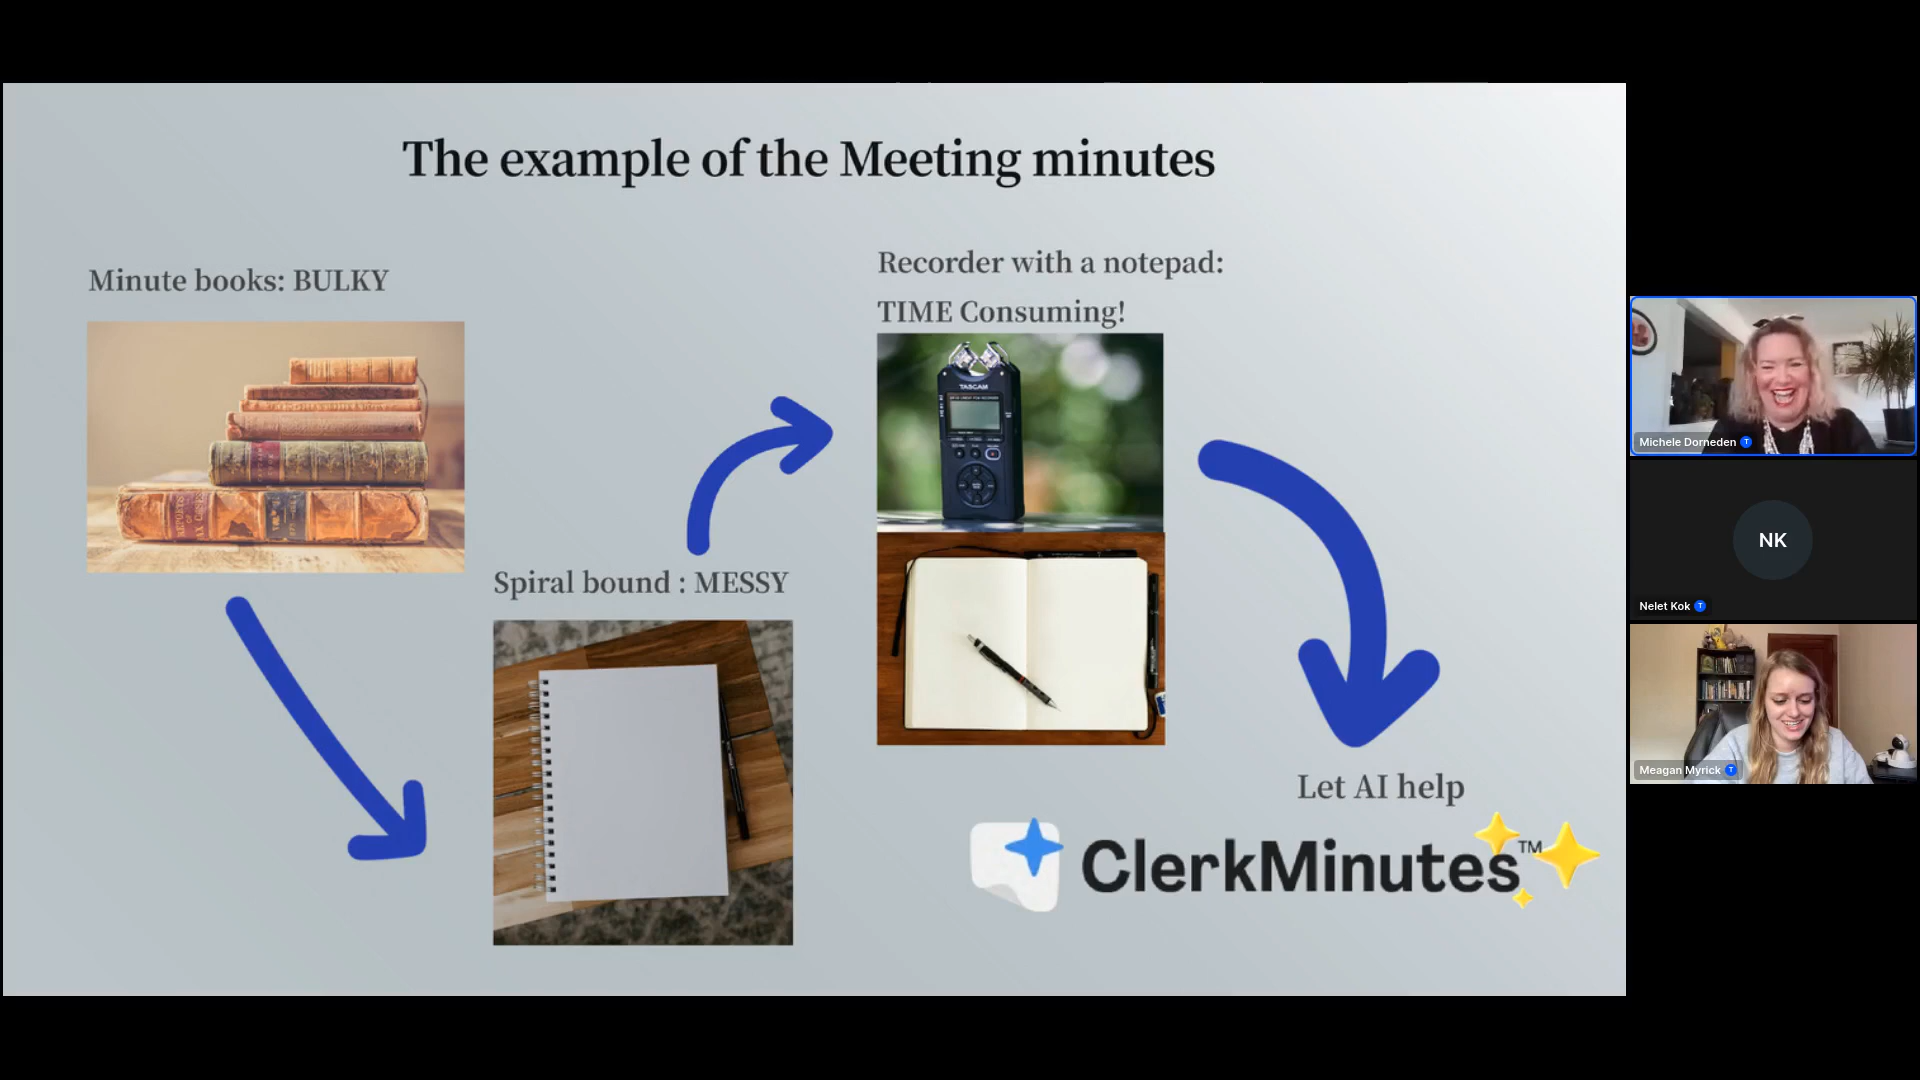 The example of the Meeting minutes
Minute books: BULKY
Spiral bound : MESSY
Recorder with a notepad:
TIME Consuming!
TASCAM
Let AI help
ClerkMinutes™
Michele Dorneden
NK
Nelet Kok
Meagan Myrick